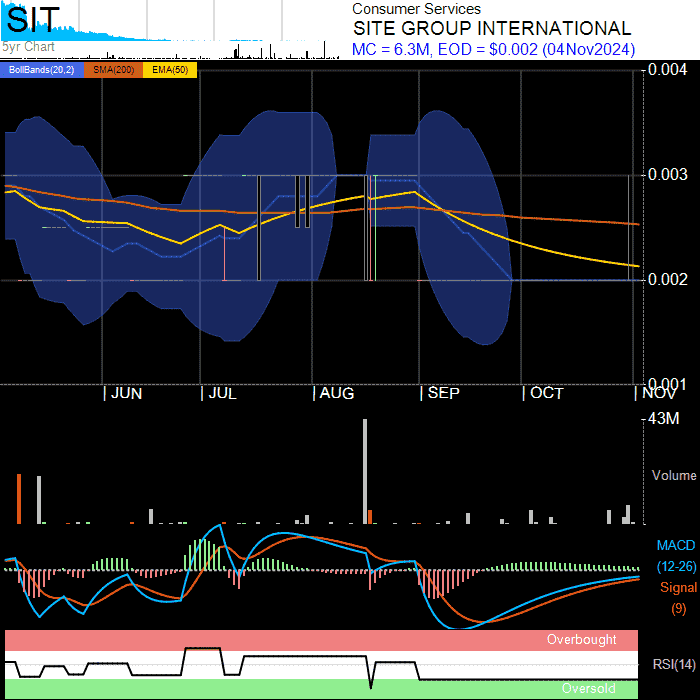 SIT
5yr Chart
Consumer Services
SITE GROUP INTERNATIONAL
MC = 6.3M, EOD = $0.002 (04Nov2024)
BollBands(20,2) SMA(200) EMA(50)
0.004
0.003
0.002
0.001
| JUN | JUL | AUG | SEP | OCT | NOV
43M
Volume
MACD
(12-26)
Signal
(9)
Overbought
RSI(14)
Oversold